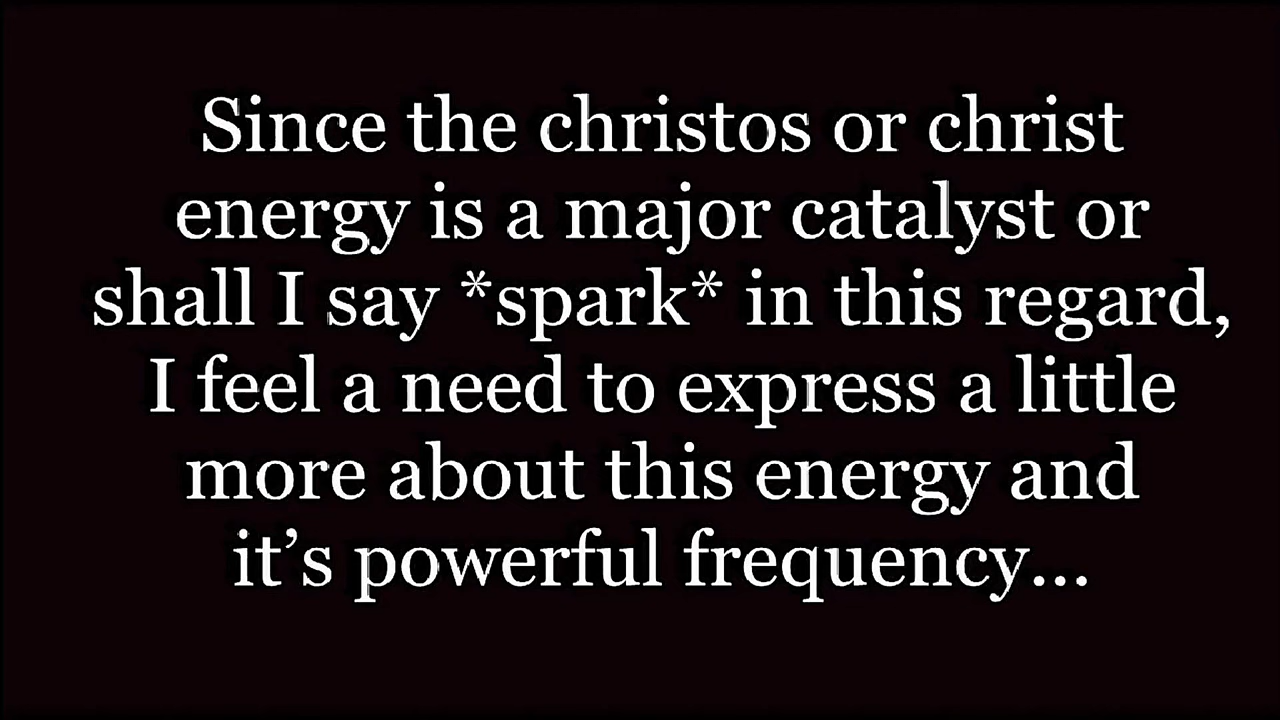 Since the christos or christ
energy is a major catalyst or
shall I say *spark* in this regard,
I feel a need to express a little
more about this energy and
it’s powerful frequency...